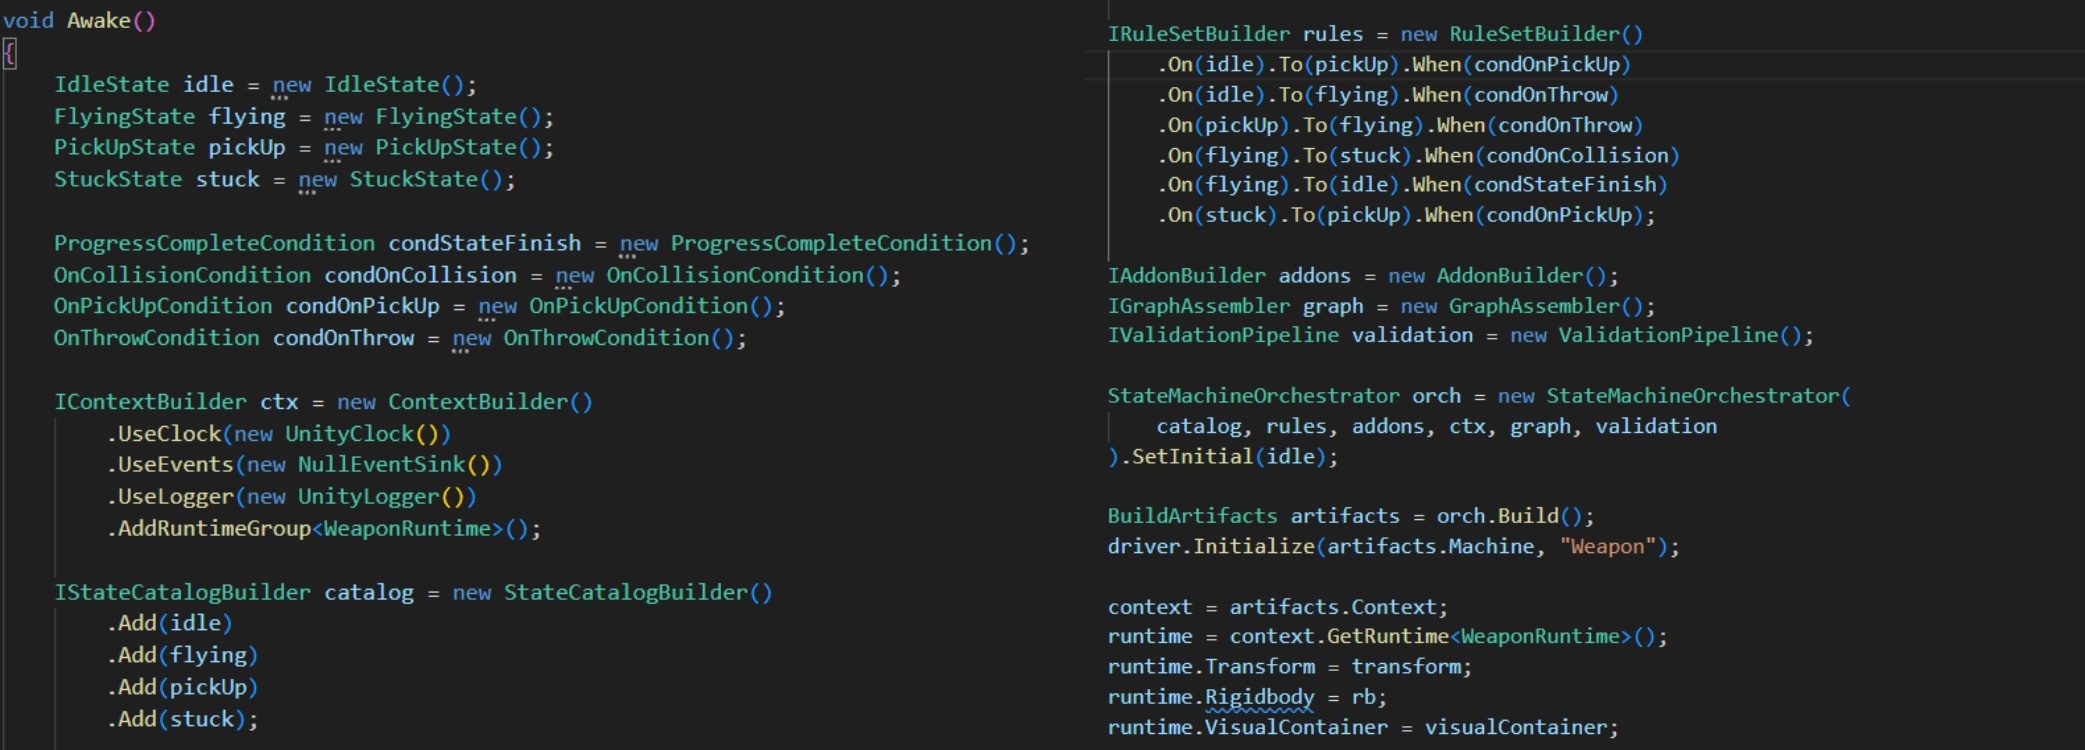 void Awake()
{
    IdleState idle = new IdleState();
    FlyingState flying = new FlyingState();
    PickUpState pickUp = new PickUpState();
    StuckState stuck = new StuckState();

    ProgressCompleteCondition condStateFinish = new ProgressCompleteCondition();
    OnCollisionCondition condOnCollision = new OnCollisionCondition();
    OnPickUpCondition condOnPickUp = new OnPickUpCondition();
    OnThrowCondition condOnThrow = new OnThrowCondition();

    IContextBuilder ctx = new ContextBuilder()
        .UseClock(new UnityClock())
        .UseEvents(new NullEventSink())
        .UseLogger(new UnityLogger())
        .AddRuntimeGroup<WeaponRuntime>();

    IStateCatalogBuilder catalog = new StateCatalogBuilder()
        .Add(idle)
        .Add(flying)
        .Add(pickUp)
        .Add(stuck);

IRuleSetBuilder rules = new RuleSetBuilder()
    .On(idle).To(pickUp).When(condOnPickUp)
    .On(idle).To(flying).When(condOnThrow)
    .On(pickUp).To(flying).When(condOnThrow)
    .On(flying).To(stuck).When(condOnCollision)
    .On(flying).To(idle).When(condStateFinish)
    .On(stuck).To(pickUp).When(condOnPickUp);

IAddonBuilder addons = new AddonBuilder();
IGraphAssembler graph = new GraphAssembler();
IValidationPipeline validation = new ValidationPipeline();

StateMachineOrchestrator orch = new StateMachineOrchestrator(
    catalog, rules, addons, ctx, graph, validation
).SetInitial(idle);

BuildArtifacts artifacts = orch.Build();
driver.Initialize(artifacts.Machine, "Weapon");

context = artifacts.Context;
runtime = context.GetRuntime<WeaponRuntime>();
runtime.Transform = transform;
runtime.Rigidbody = rb;
runtime.VisualContainer = visualContainer;